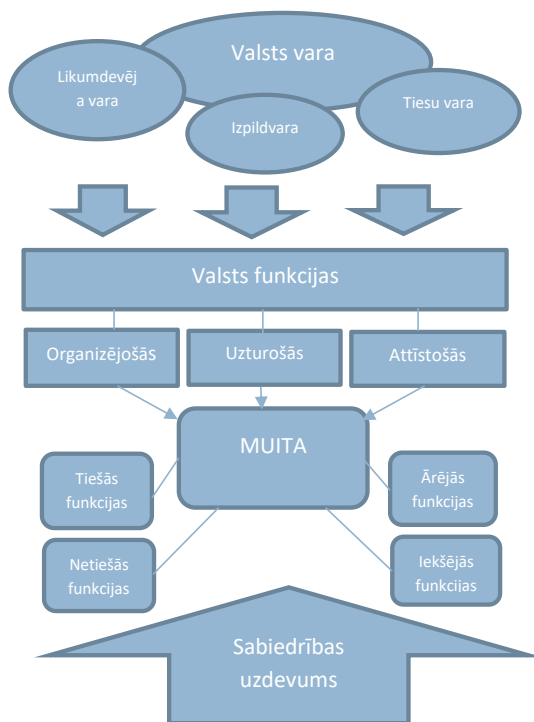 Valsts vara
Likumdevēj
a vara
Tiesu vara
Izpildvara
Valsts funkcijas
Organizējošās
Uzturošās
Attīstošās
MUITA
Tiešās
funkcijas
Ārējās
funkcijas
Netiešās
funkcijas
Iekšējās
funkcijas
Sabiedrības
uzdevums